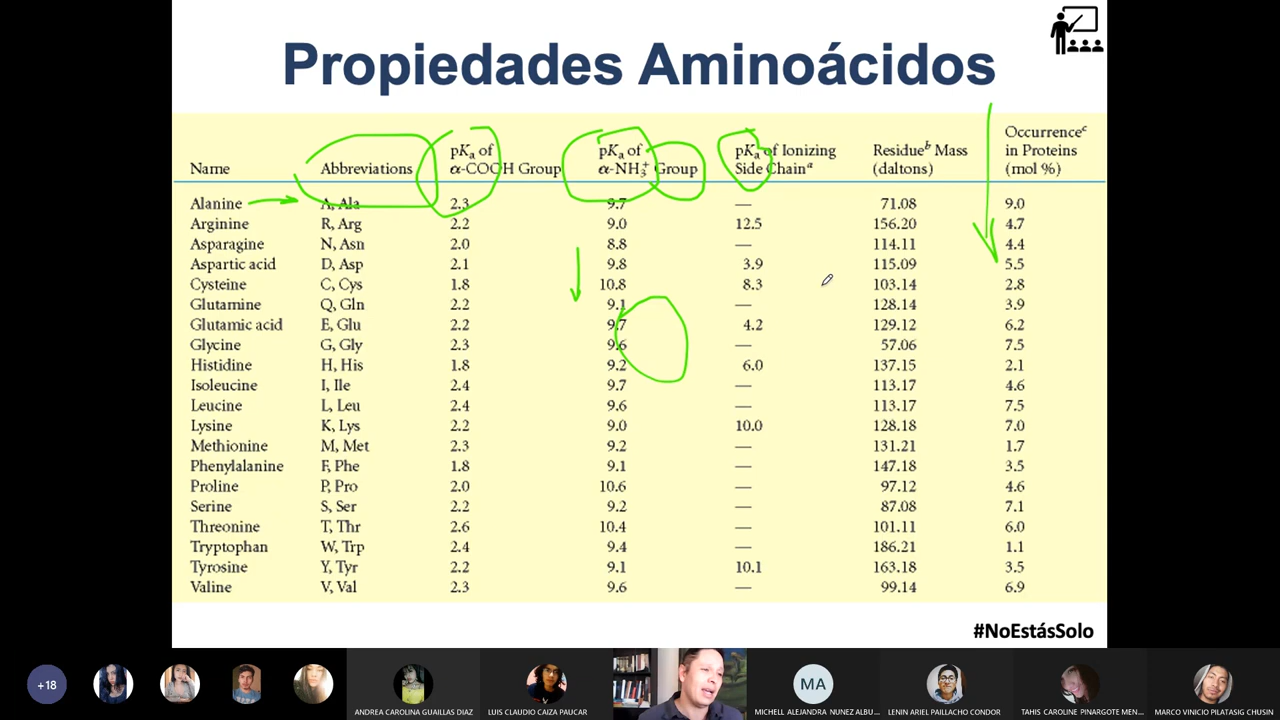 Propiedades Aminoácidos
Name Abbreviations pKa of α-COOH Group pKa of α-NH3+ Group pKa of Ionizing Side Chain^a Residue^b Mass (daltons) Occurrence^c in Proteins (mol %)
Alanine A, Ala 2.3 9.7 — 71.08 9.0
Arginine R, Arg 2.2 9.0 12.5 156.20 4.7
Asparagine N, Asn 2.0 8.8 — 114.11 4.4
Aspartic acid D, Asp 2.1 9.8 3.9 115.09 5.5
Cysteine C, Cys 1.8 10.8 8.3 103.14 2.8
Glutamine Q, Gln 2.2 9.1 — 128.14 3.9
Glutamic acid E, Glu 2.2 9.7 4.2 129.12 6.2
Glycine G, Gly 2.3 9.6 — 57.06 7.5
Histidine H, His 1.8 9.2 6.0 137.15 2.1
Isoleucine I, Ile 2.4 9.7 — 113.17 4.6
Leucine L, Leu 2.4 9.6 — 113.17 7.5
Lysine K, Lys 2.2 9.0 10.0 128.18 7.0
Methionine M, Met 2.3 9.2 — 131.21 1.7
Phenylalanine F, Phe 1.8 9.1 — 147.18 3.5
Proline P, Pro 2.0 10.6 — 97.12 4.6
Serine S, Ser 2.2 9.2 — 87.08 7.1
Threonine T, Thr 2.6 10.4 — 101.11 6.0
Tryptophan W, Trp 2.4 9.4 — 186.21 1.1
Tyrosine Y, Tyr 2.2 9.1 10.1 163.18 3.5
Valine V, Val 2.3 9.6 — 99.14 6.9
#NoEstásSolo
+18
MA
ANDREA CAROLINA GUAILLAS DIAZ
LUIS CLAUDIO CAIZA PAUCAR
MICHELL ALEJANDRA NUNEZ ALBU...
LENIN ARIEL PAILLACHO CONDOR
TAHIS CAROLINE PINARGOTE MEN...
MARCO VINICIO PILATASIG CHUSIN